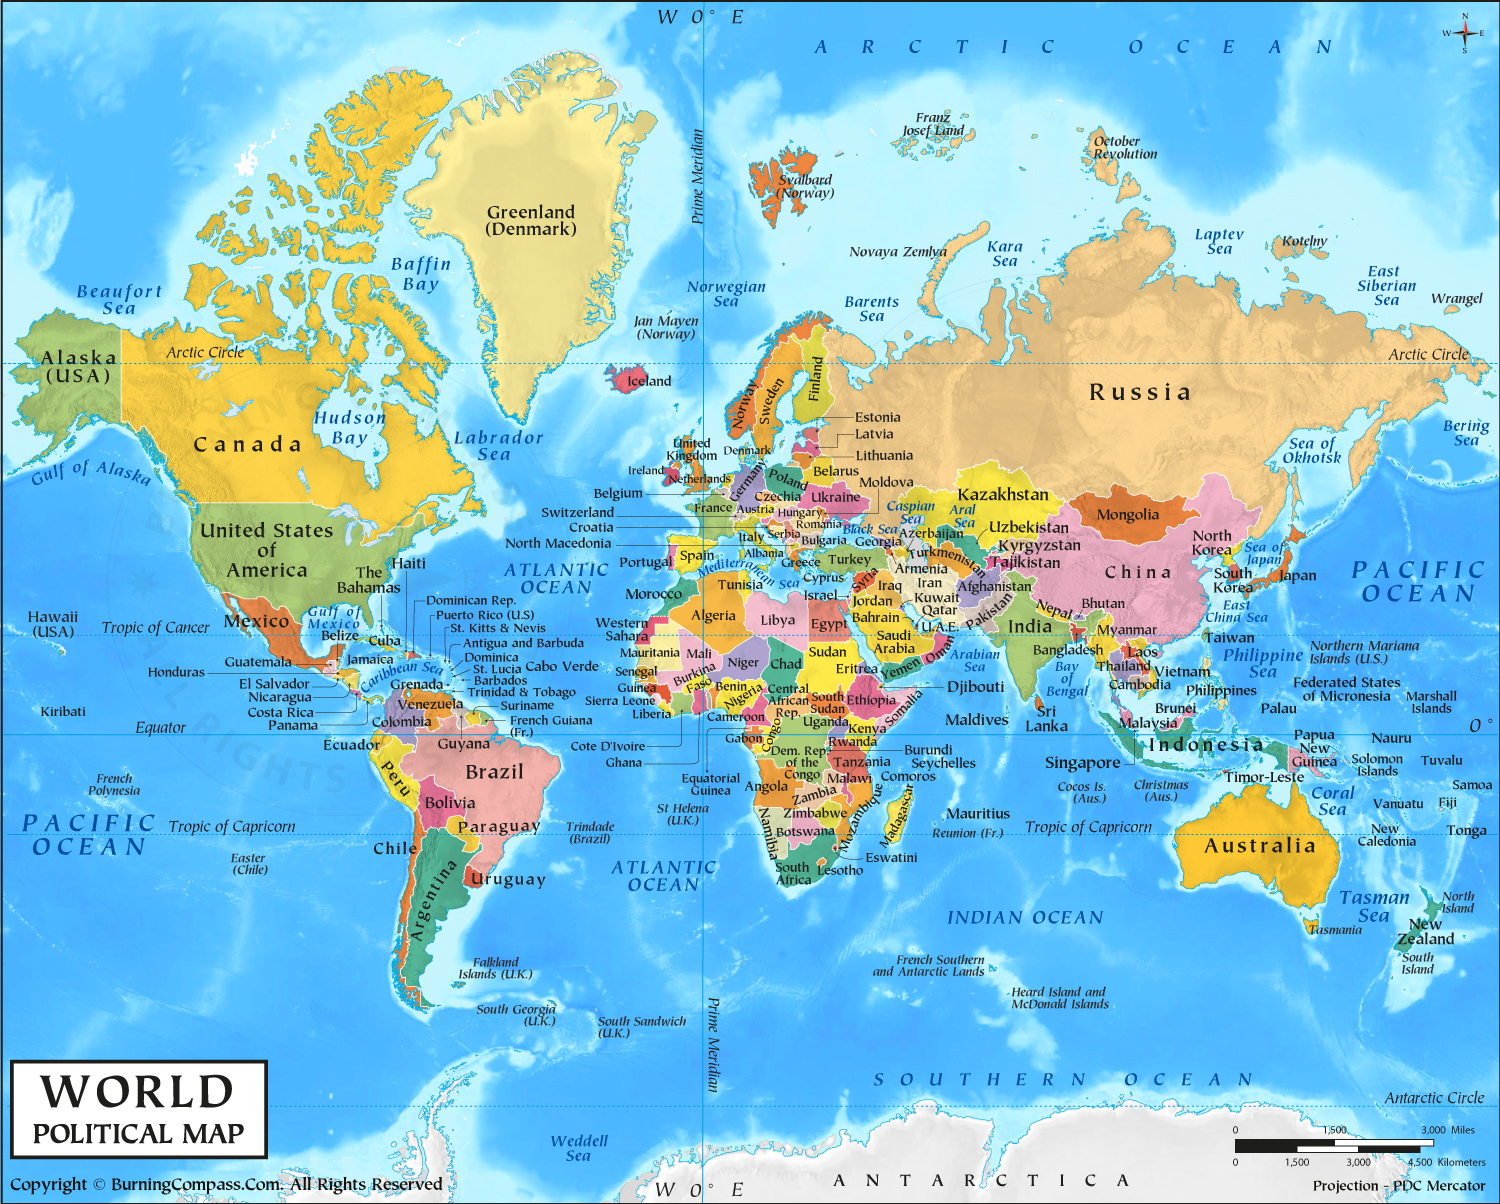 W 0° E
N
W E
S
ARCTIC OCEAN
Franz
Josef Land
October
Revolution
Prime Meridian
Svalbard
(Norway)
Greenland
(Denmark)
Novaya Zemlya
Kara
Sea
Laptev
Sea
Kotelny
Baffin
Bay
Beaufort
Sea
Norwegian
Sea
Barents
Sea
East
Siberian
Sea
Wrangel
Jan Mayen
(Norway)
Alaska
(USA)
Arctic Circle
Arctic Circle
Iceland
Norway
Sweden
Finland
Russia
Hudson
Bay
Canada
Labrador
Sea
Gulf of Alaska
Bering
Sea
Sea of
Okhotsk
Estonia
Latvia
Lithuania
United
Kingdom
Denmark
Ireland
Netherlands
Belarus
Moldova
Belgium
Germany
Poland
Czechia
Ukraine
Kazakhstan
Switzerland
France
Austria
Hungary
Caspian
Sea
Aral
Sea
Mongolia
Croatia
Romania
Italy
Serbia
Black Sea
Azerbaijan
Uzbekistan
North Macedonia
Bulgaria
Georgia
Kyrgyzstan
North
Korea
Sea of
Japan
Portugal
Spain
Albania
Greece
Turkey
Turkmenistan
Tajikistan
Mediterranean Sea
Armenia
China
South
Korea
Japan
United States
of
America
The
Bahamas
Haiti
ATLANTIC
OCEAN
PACIFIC
OCEAN
Tunisia
Cyprus
Syria
Iraq
Iran
Afghanistan
Morocco
Israel
Jordan
Kuwait
Qatar
Pakistan
Nepal
Bhutan
East
China Sea
Hawaii
(USA)
Tropic of Cancer
Mexico
Gulf of
Mexico
Dominican Rep.
Puerto Rico (U.S)
St. Kitts & Nevis
Antigua and Barbuda
Western
Sahara
Algeria
Libya
Egypt
Bahrain
U.A.E.
India
Myanmar
Taiwan
Belize
Cuba
Jamaica
Dominica
St. Lucia
Cabo Verde
Barbados
Mauritania
Mali
Niger
Chad
Sudan
Saudi
Arabia
Oman
Arabian
Sea
Bangladesh
Laos
Philippine
Sea
Northern Mariana
Islands (U.S.)
Guatemala
Honduras
Caribbean Sea
Senegal
Burkina
Faso
Eritrea
Yemen
Bay
of
Bengal
Thailand
Vietnam
Cambodia
Philippines
Federated States
of Micronesia
El Salvador
Nicaragua
Grenada
Trinidad & Tobago
Guinea
Benin
Nigeria
Central
African
Rep.
South
Sudan
Ethiopia
Djibouti
Marshall
Islands
Costa Rica
Panama
Venezuela
Suriname
Sierra Leone
Liberia
Cameroon
Somalia
Maldives
Sri
Lanka
Brunei
Palau
Kiribati
Equator
Colombia
French Guiana
(Fr.)
Uganda
Kenya
Malaysia
0°
Ecuador
Guyana
Cote D'Ivoire
Ghana
Gabon
Congo
Rwanda
Burundi
Indonesia
Papua
New
Guinea
Nauru
Dem. Rep.
of the
Congo
Tanzania
Seychelles
Singapore
Solomon
Islands
Tuvalu
French
Polynesia
Peru
Brazil
Equatorial
Guinea
Angola
Malawi
Comoros
Cocos Is.
(Aus.)
Christmas
(Aus.)
Timor-Leste
Samoa
Bolivia
St Helena
(U.K.)
Zambia
Mozambique
Madagascar
Coral
Sea
Vanuatu
Fiji
PACIFIC
OCEAN
Tropic of Capricorn
Paraguay
Trindade
(Brazil)
Namibia
Zimbabwe
Botswana
Mauritius
Reunion (Fr.)
Tropic of Capricorn
New
Caledonia
Tonga
Easter
(Chile)
Chile
Argentina
Uruguay
ATLANTIC
OCEAN
South
Africa
Eswatini
Lesotho
Australia
INDIAN OCEAN
Tasman
Sea
North
Island
Tasmania
New
Zealand
South
Island
Falkland
Islands (U.K.)
French Southern
and Antarctic Lands
South Georgia
(U.K.)
South Sandwich
(U.K.)
Heard Island and
McDonald Islands
Prime Meridian
WORLD
POLITICAL MAP
SOUTHERN OCEAN
Antarctic Circle
Weddell
Sea
0 1,500 3,000 Miles
0 1,500 3,000 4,500 Kilometers
ANTARCTICA
Copyright © BurningCompass.Com. All Rights Reserved
W 0° E
Projection - PDC Mercator